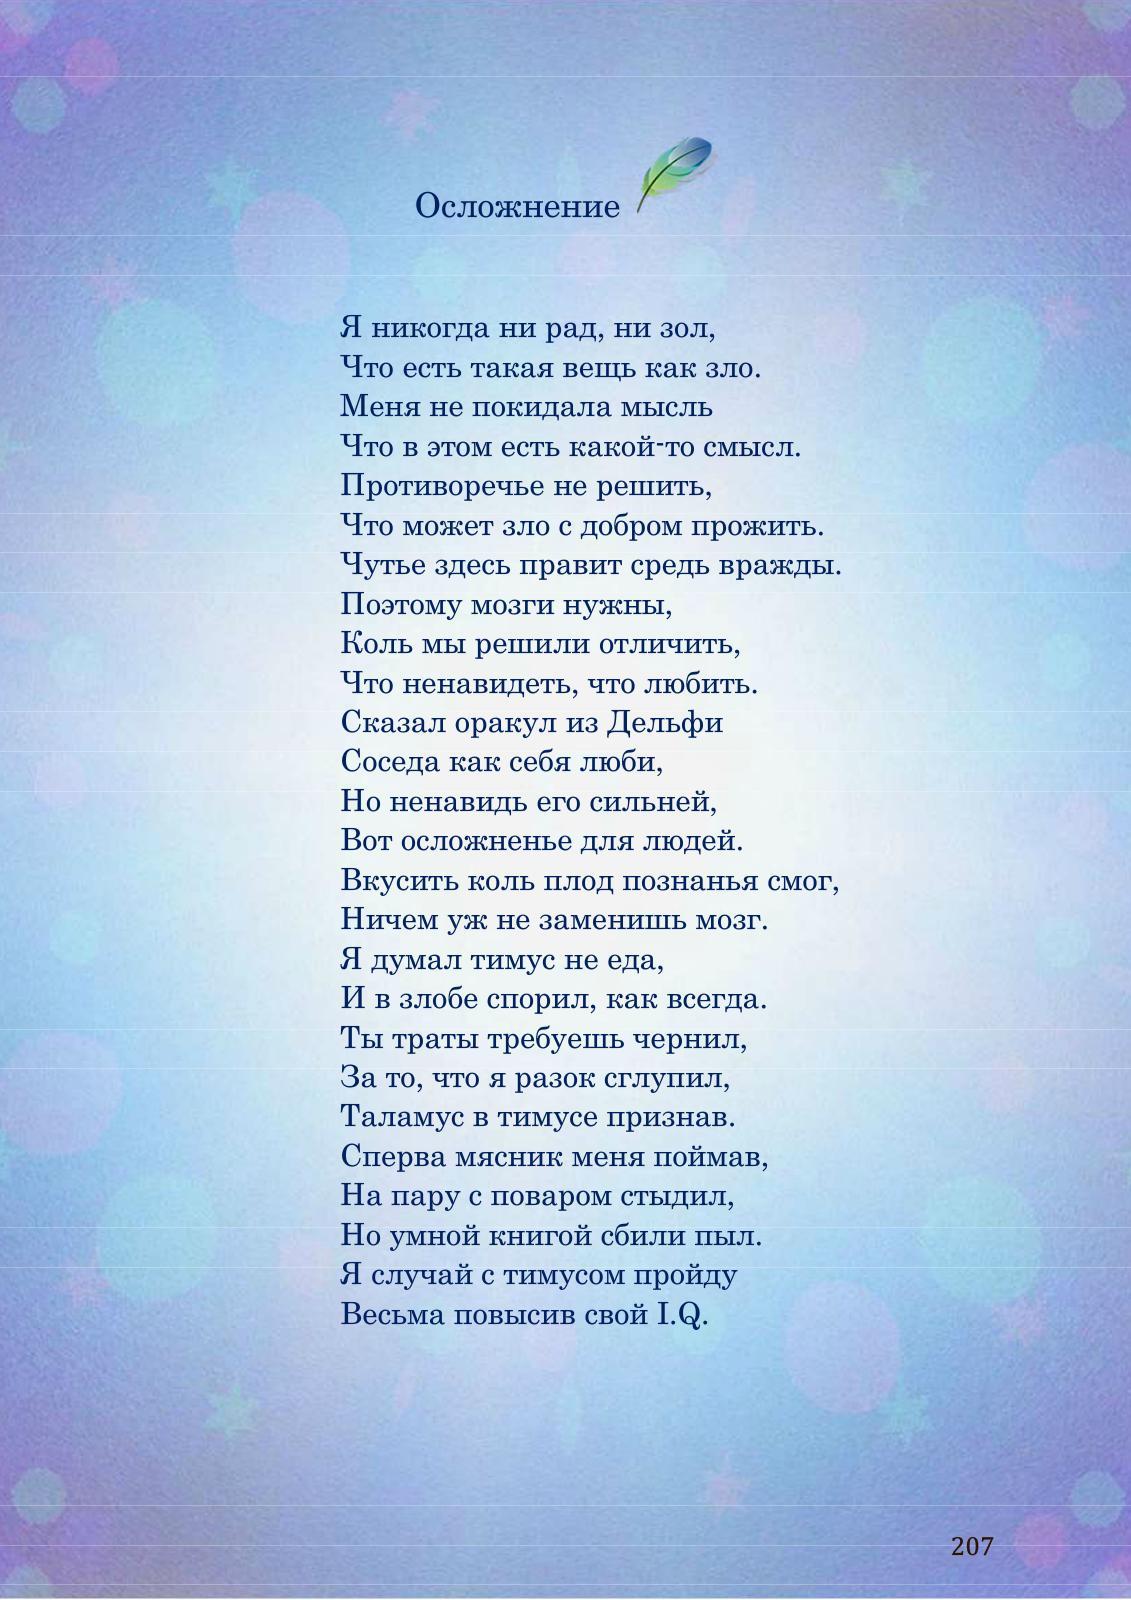 Осложнение
Я никогда ни рад, ни зол,
Что есть такая вещь как зло.
Меня не покидала мысль
Что в этом есть какой-то смысл.
Противоречье не решить,
Что может зло с добром прожить.
Чутье здесь правит средь вражды.
Поэтому мозги нужны,
Коль мы решили отличить,
Что ненавидеть, что любить.
Сказал оракул из Дельфи
Соседа как себя люби,
Но ненавидь его сильней,
Вот осложненье для людей.
Вкусить коль плод познанья смог,
Ничем уж не заменишь мозг.
Я думал тимус не еда,
И в злобе спорил, как всегда.
Ты траты требуешь чернил,
За то, что я разок сглупил,
Таламус в тимусе признав.
Сперва мясник меня поймав,
На пару с поваром стыдил,
Но умной книгой сбили пыл.
Я случай с тимусом пройду
Весьма повысив свой I.Q.
207